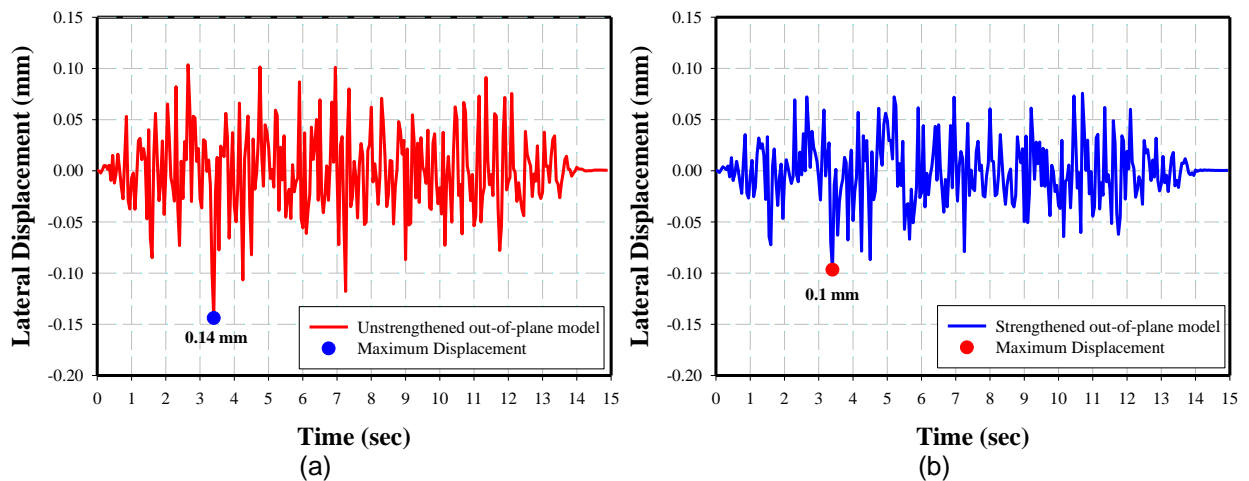 0.15
0.10
0.05
0.00
-0.05
-0.10
-0.15
-0.20
Lateral Displacement (mm)
0.14 mm
Unstrengthened out-of-plane model
Maximum Displacement
0 1 2 3 4 5 6 7 8 9 10 11 12 13 14 15
Time (sec)
(a)
0.15
0.10
0.05
0.00
-0.05
-0.10
-0.15
-0.20
Lateral Displacement (mm)
0.1 mm
Strengthened out-of-plane model
Maximum Displacement
0 1 2 3 4 5 6 7 8 9 10 11 12 13 14 15
Time (sec)
(b)